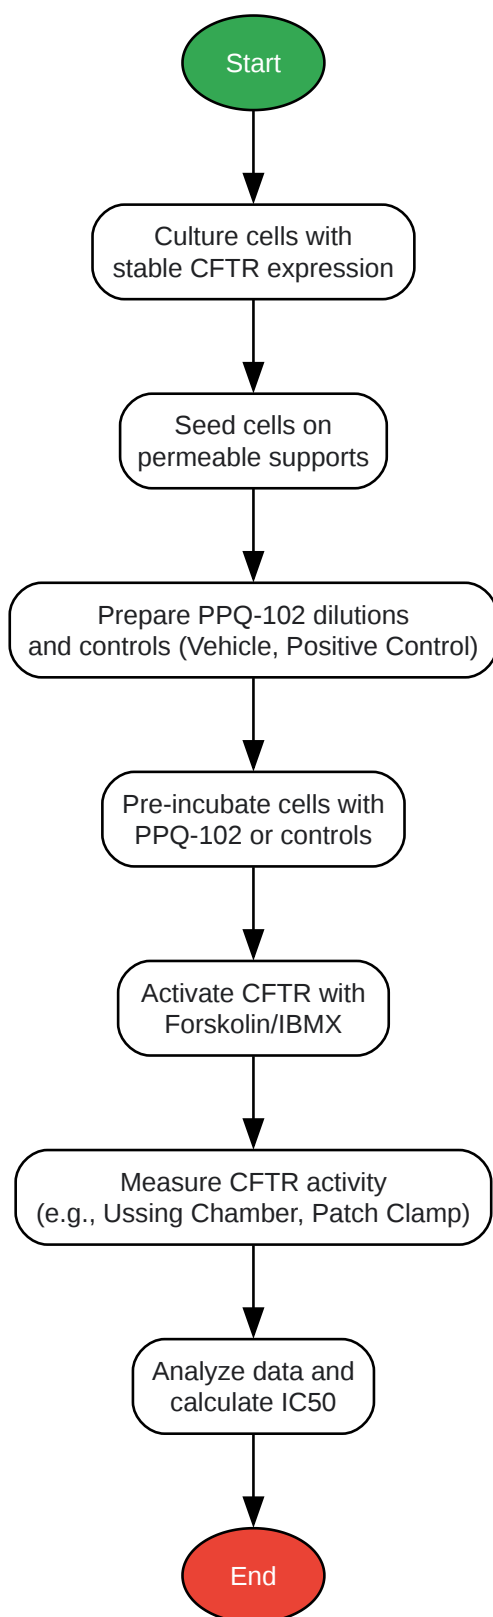 Start
Culture cells with
stable CFTR expression
Seed cells on
permeable supports
Prepare PPQ-102 dilutions
and controls (Vehicle, Positive Control)
Pre-incubate cells with
PPQ-102 or controls
Activate CFTR with
Forskolin/IBMX
Measure CFTR activity
(e.g., Ussing Chamber, Patch Clamp)
Analyze data and
calculate IC50
End